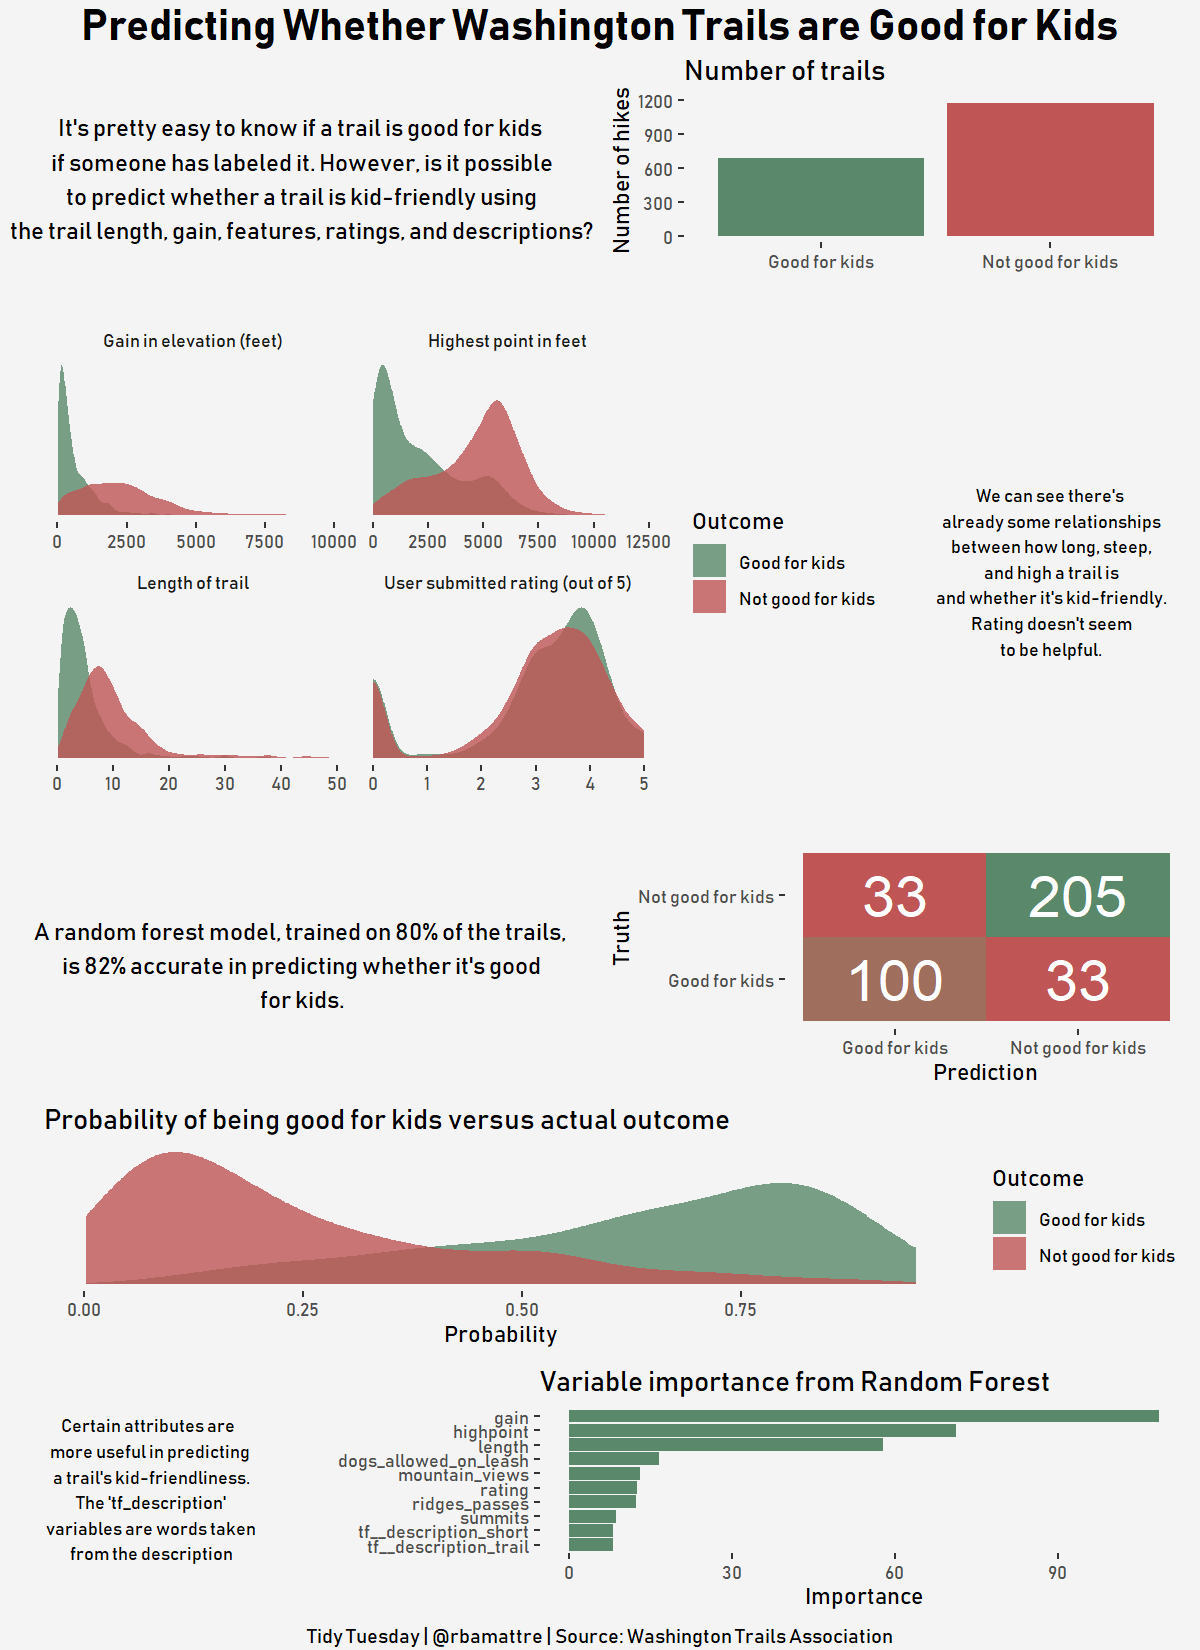 Predicting Whether Washington Trails are Good for Kids
It's pretty easy to know if a trail is good for kids
if someone has labeled it. However, is it possible
to predict whether a trail is kid-friendly using
the trail length, gain, features, ratings, and descriptions?
Number of trails
Number of hikes
1200
900
600
300
0
Good for kids
Not good for kids
Gain in elevation (feet)
0 2500 5000 7500 10000
Highest point in feet
0 2500 5000 7500 10000 12500
Length of trail
0 10 20 30 40 50
User submitted rating (out of 5)
0 1 2 3 4 5
Outcome
Good for kids
Not good for kids
We can see there's
already some relationships
between how long, steep,
and high a trail is
and whether it's kid-friendly.
Rating doesn't seem
to be helpful.
A random forest model, trained on 80% of the trails,
is 82% accurate in predicting whether it's good
for kids.
Truth
Not good for kids
33 205
Good for kids
100 33
Good for kids
Not good for kids
Prediction
Probability of being good for kids versus actual outcome
0.00 0.25 0.50 0.75
Probability
Outcome
Good for kids
Not good for kids
Certain attributes are
more useful in predicting
a trail's kid-friendliness.
The 'tf_description'
variables are words taken
from the description
Variable importance from Random Forest
gain
highpoint
length
dogs_allowed_on_leash
mountain_views
rating
ridges_passes
summits
tf__description_short
tf__description_trail
0 30 60 90
Importance
Tidy Tuesday | @rbamattre | Source: Washington Trails Association